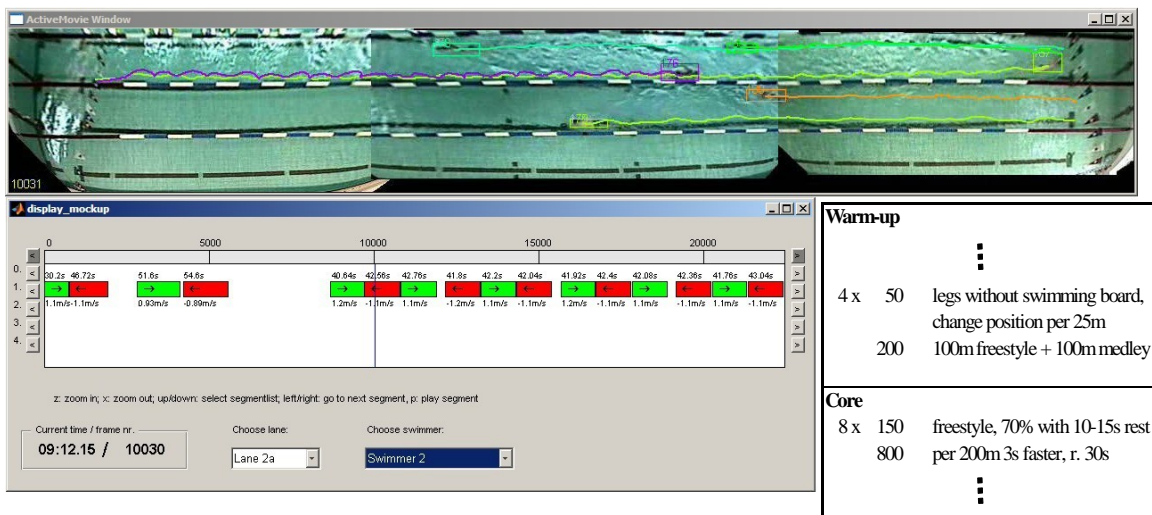 ActiveMovie Window
76
10031
display_mockup
0 5000 10000 15000 20000
0.
1.
2.
3.
4.
30.2s 46.72s 51.6s 54.6s 40.64s 42.56s 42.76s 41.8s 42.2s 42.04s 41.92s 42.4s 42.08s 42.36s 41.76s 43.04s
1.1m/s -1.1m/s 0.93m/s -0.89m/s 1.2m/s -1.1m/s 1.1m/s -1.2m/s 1.1m/s -1.1m/s 1.2m/s -1.1m/s 1.1m/s -1.1m/s 1.1m/s -1.1m/s
z: zoom in; x: zoom out; up/down: select segmentlist; left/right: go to next segment, p: play segment
Current time / frame nr.
09:12.15 / 10030
Choose lane:
Lane 2a
Choose swimmer:
Swimmer 2
Warm-up
4 x 50 legs without swimming board,
change position per 25m
200 100m freestyle + 100m medley
Core
8 x 150 freestyle, 70% with 10-15s rest
800 per 200m 3s faster, r. 30s